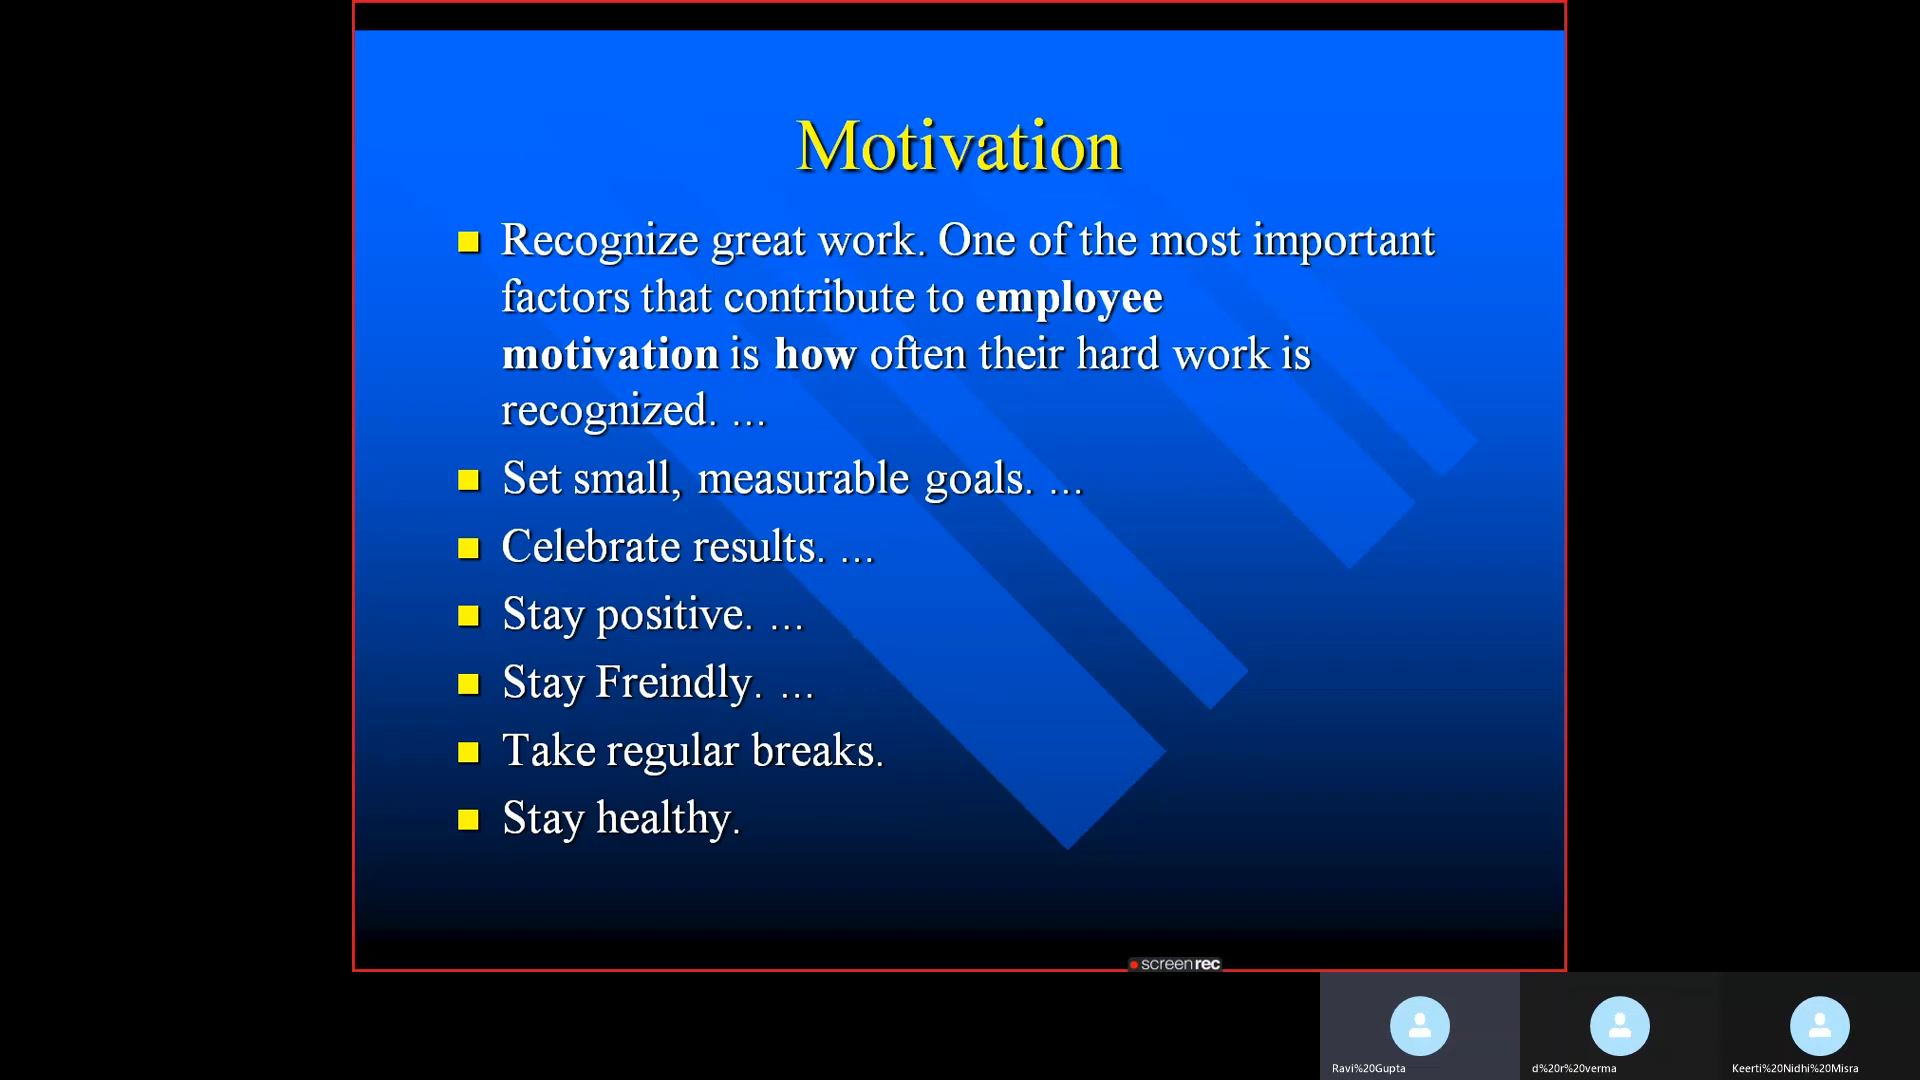 Motivation
Recognize great work. One of the most important
factors that contribute to employee
motivation is how often their hard work is
recognized. ...
Set small, measurable goals. ...
Celebrate results. ...
Stay positive. ...
Stay Freindly. ...
Take regular breaks.
Stay healthy.
screenrec
Ravi%20Gupta
d%20r%20verma
Keerti%20Nidhi%20Misra